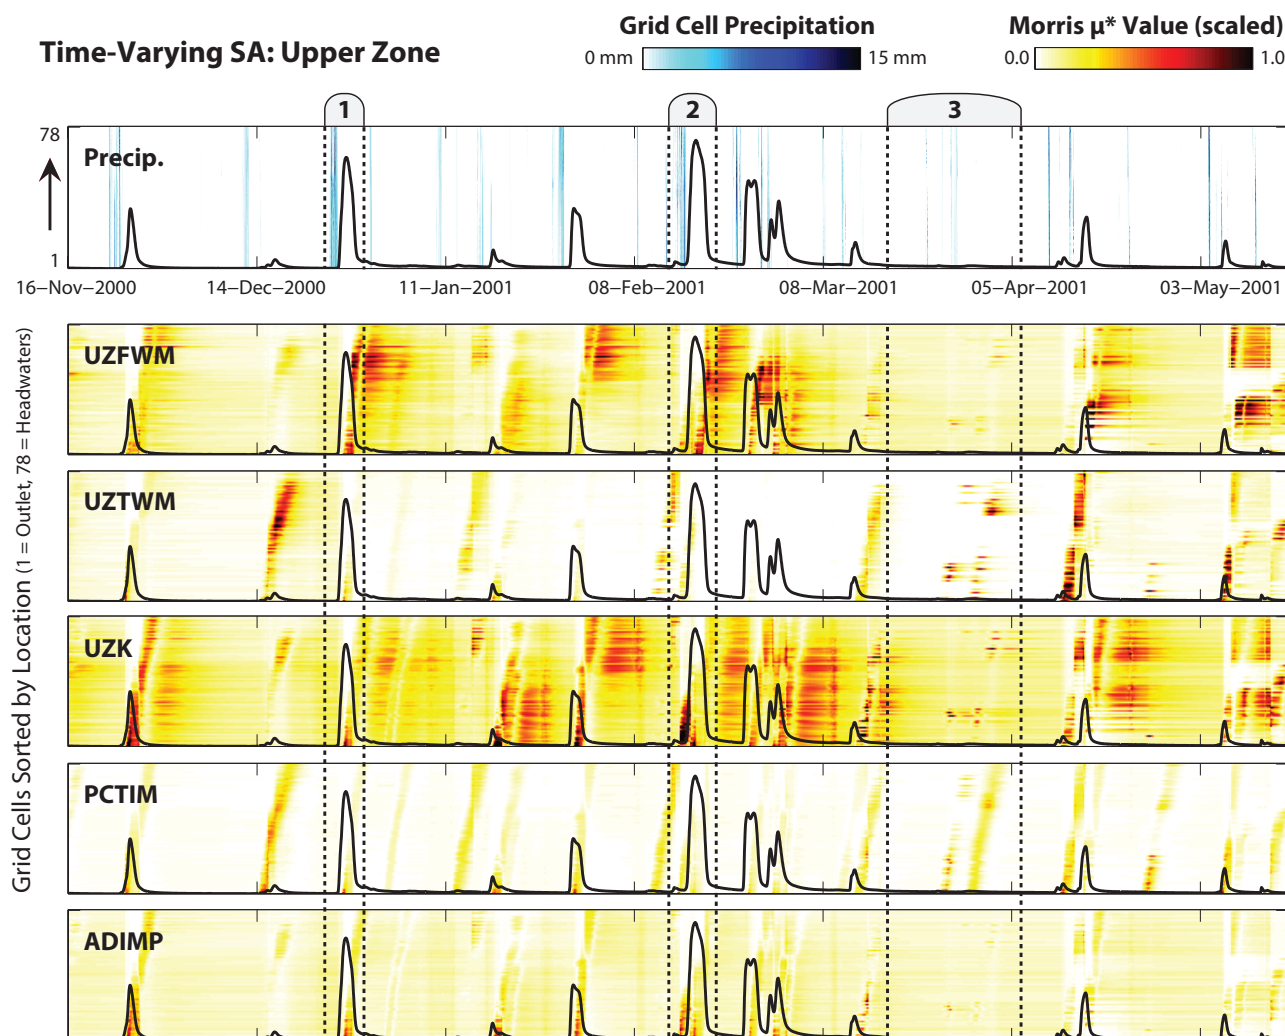 Time-Varying SA: Upper Zone
Grid Cell Precipitation
0 mm 15 mm
Morris μ* Value (scaled)
0.0 1.0
1 2 3
78
Precip.
1
16−Nov−2000 14−Dec−2000 11−Jan−2001 08−Feb−2001 08−Mar−2001 05−Apr−2001 03−May−2001
Grid Cells Sorted by Location (1 = Outlet, 78 = Headwaters)
UZFWM
UZTWM
UZK
PCTIM
ADIMP